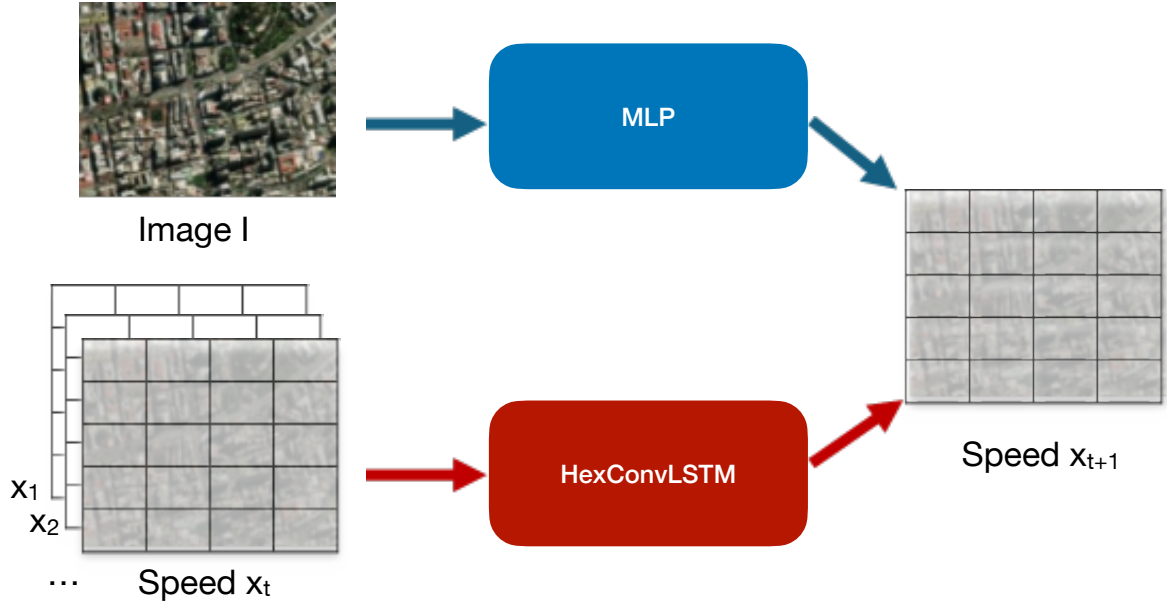 MLP
Image I
x1
x2
...
Speed xt
HexConvLSTM
Speed xt+1